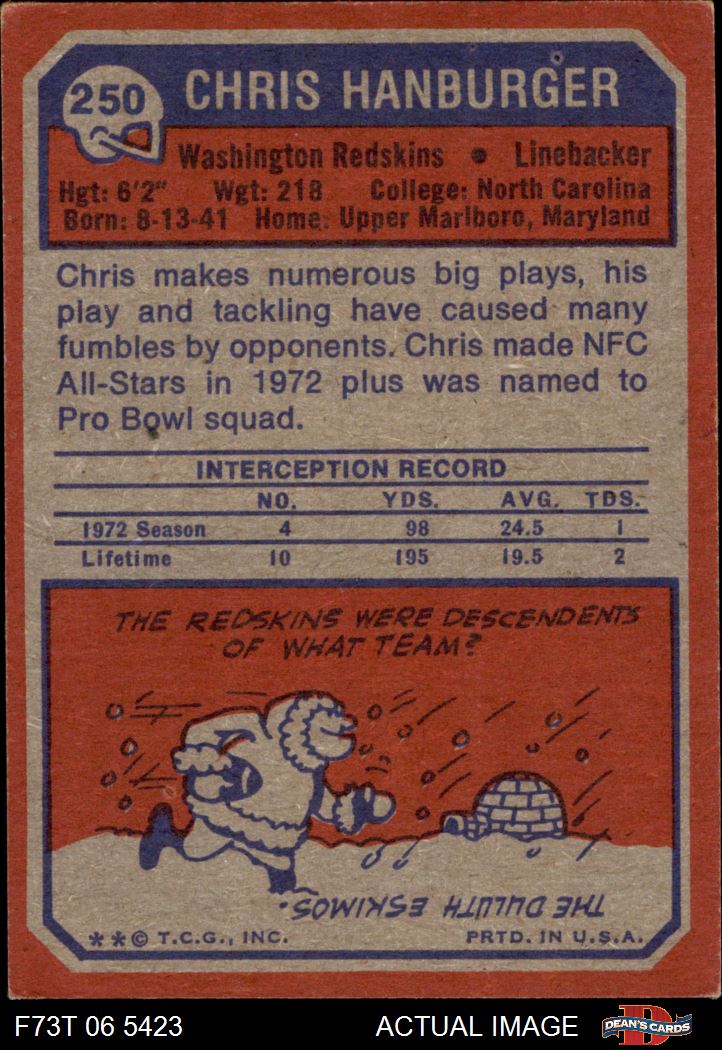 250 CHRIS HANBURGER
Washington Redskins • Linebacker
Hgt: 6'2" Wgt: 218 College: North Carolina
Born: 8-13-41 Home: Upper Marlboro, Maryland
Chris makes numerous big plays, his
play and tackling have caused many
fumbles by opponents. Chris made NFC
All-Stars in 1972 plus was named to
Pro Bowl squad.
INTERCEPTION RECORD
NO. YDS. AVG. TDS.
1972 Season 4 98 24.5 1
Lifetime 10 195 19.5 2
THE REDSKINS WERE DESCENDENTS
OF WHAT TEAM?
THE DULUTH ESKIMOS.
**© T.C.G., INC. PRTD. IN U.S.A.
F73T 06 5423 ACTUAL IMAGE D DEAN'S CARDS